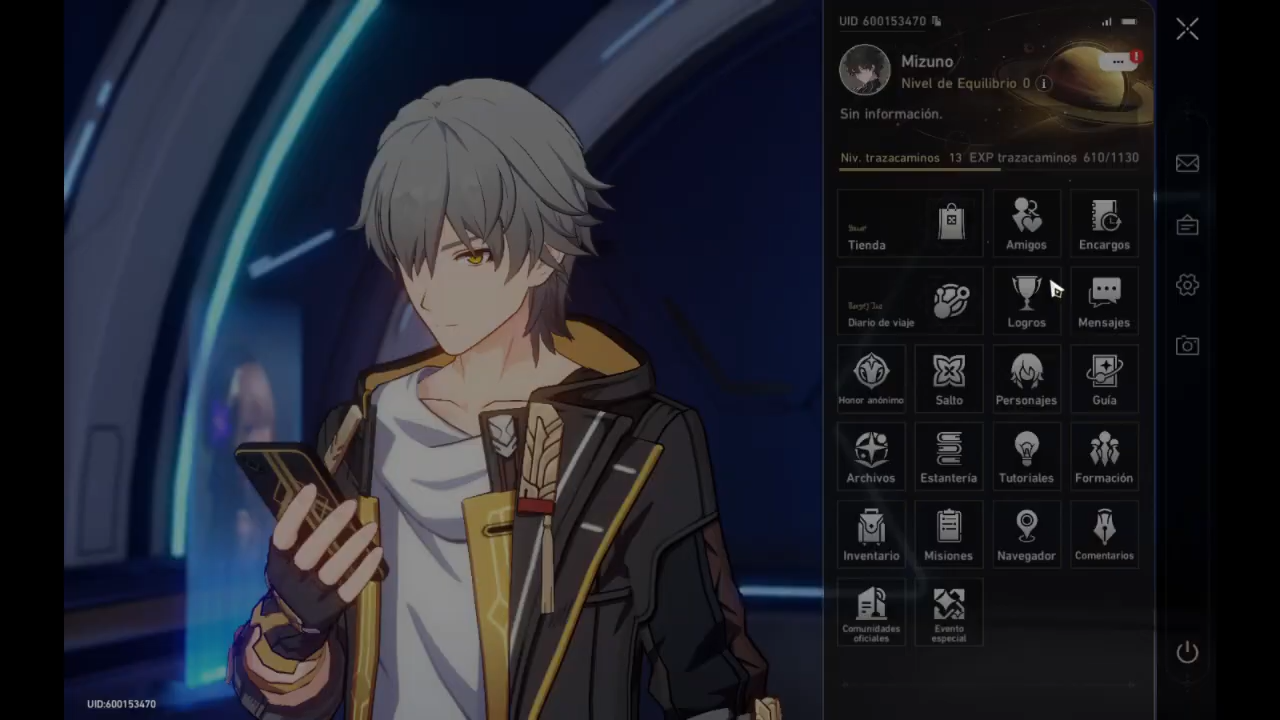 UID 600153470
Mizuno
Nivel de Equilibrio 0
Sin información.
Niv. trazacaminos 13 EXP trazacaminos 610/1130
Tienda
Amigos
Encargos
Diario de viaje
Logros
Mensajes
Honor anónimo
Salto
Personajes
Guía
Archivos
Estantería
Tutoriales
Formación
Inventario
Misiones
Navegador
Comentarios
Comunidades
oficiales
Evento
especial
UID:600153470